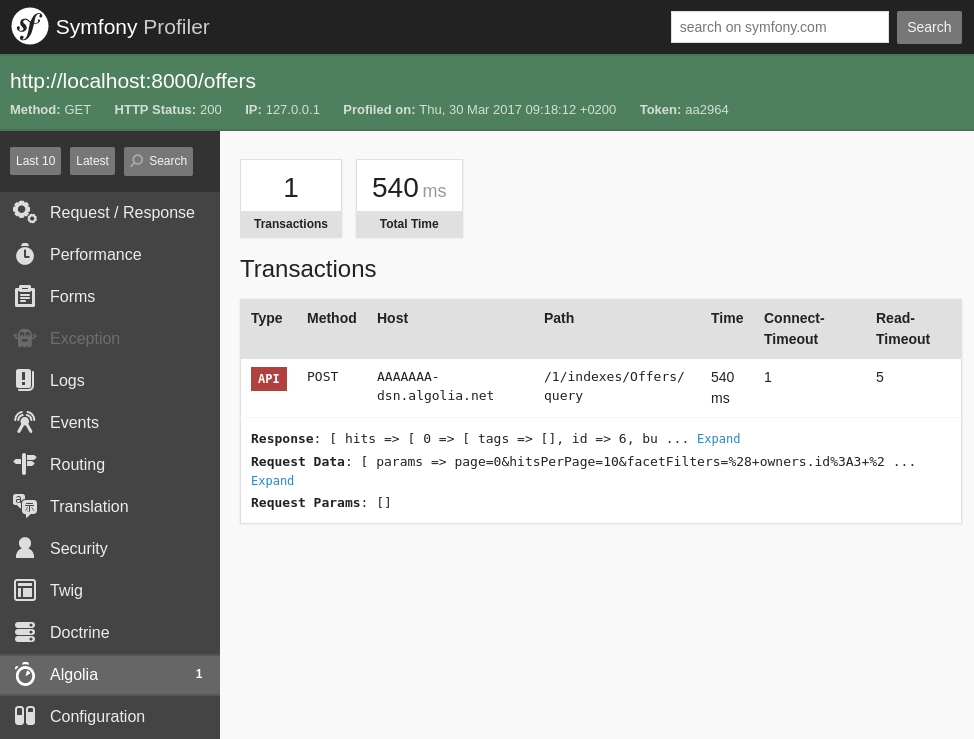 Symfony Profiler
search on symfony.com
Search
http://localhost:8000/offers
Method: GET HTTP Status: 200 IP: 127.0.0.1 Profiled on: Thu, 30 Mar 2017 09:18:12 +0200 Token: aa2964
Last 10 Latest Search
Request / Response
Performance
Forms
Exception
Logs
Events
Routing
Translation
Security
Twig
Doctrine
Algolia 1
Configuration
1
Transactions
540 ms
Total Time
Transactions
Type Method Host Path Time Connect-
Timeout Read-
Timeout
API POST AAAAAAA-
dsn.algolia.net
/1/indexes/Offers/
query
540
ms
1 5
Response: [ hits => [ 0 => [ tags => [], id => 6, bu ... Expand
Request Data: [ params => page=0&hitsPerPage=10&facetFilters=%28+owners.id%3A3+%2 ...
Expand
Request Params: []